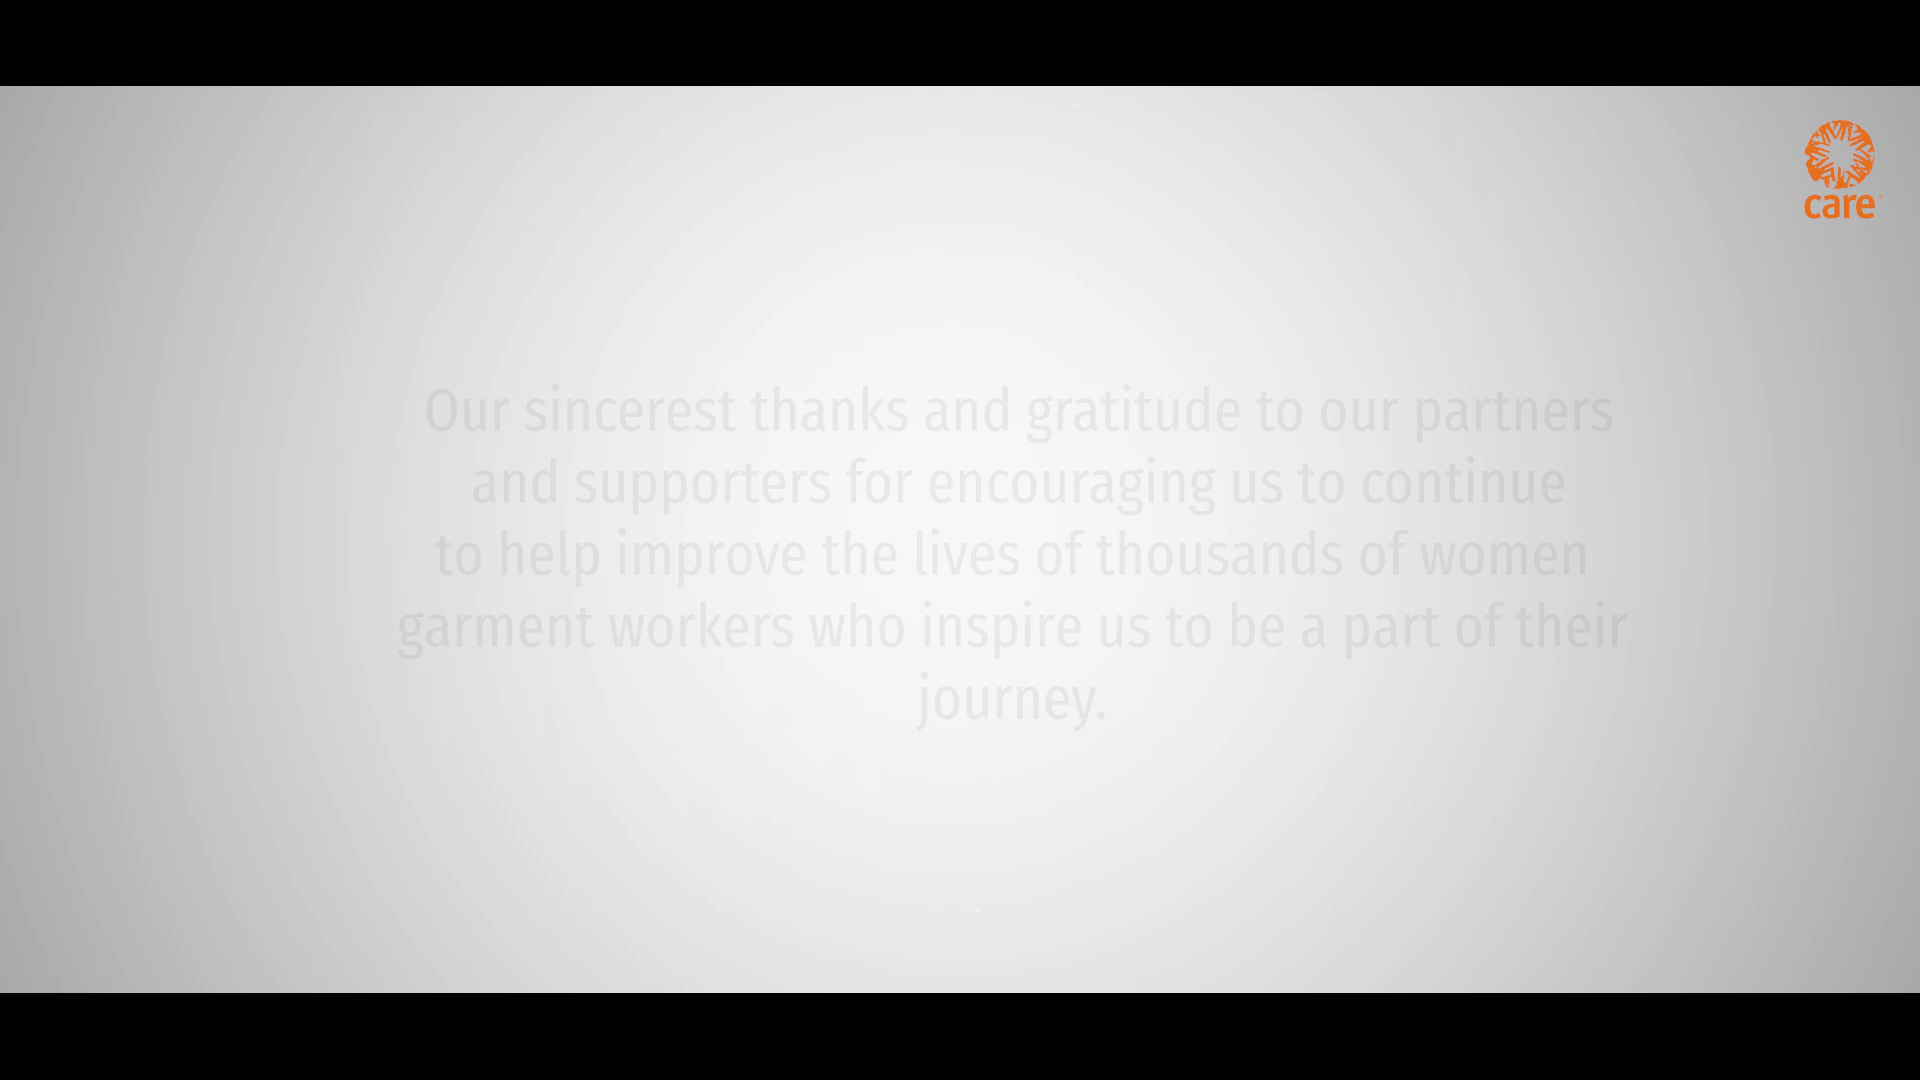 care
Our sincerest thanks and gratitude to our partners
and supporters for encouraging us to continue
to help improve the lives of thousands of women
garment workers who inspire us to be a part of their
journey.